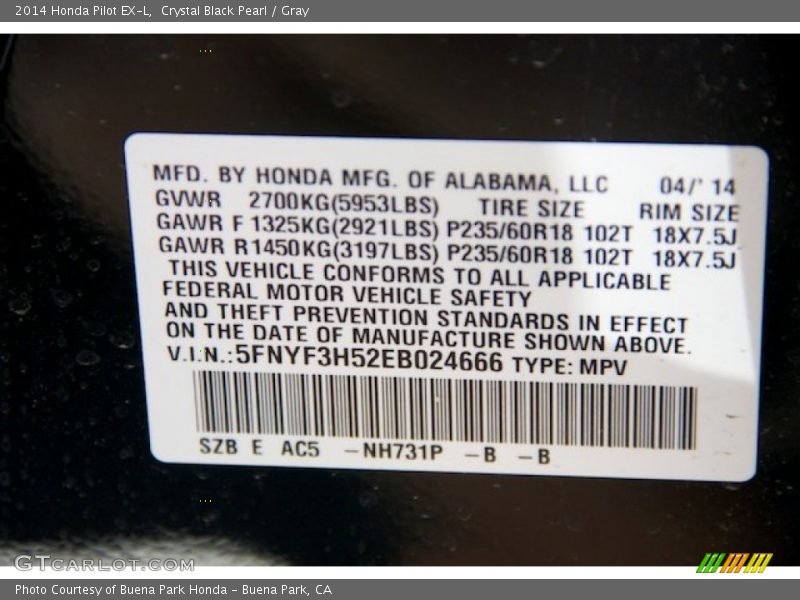 2014 Honda Pilot EX-L, Crystal Black Pearl / Gray
MFD. BY HONDA MFG. OF ALABAMA, LLC 04/' 14
GVWR 2700KG(5953LBS) TIRE SIZE RIM SIZE
GAWR F 1325KG(2921LBS) P235/60R18 102T 18X7.5J
GAWR R1450KG(3197LBS) P235/60R18 102T 18X7.5J
THIS VEHICLE CONFORMS TO ALL APPLICABLE
FEDERAL MOTOR VEHICLE SAFETY
AND THEFT PREVENTION STANDARDS IN EFFECT
ON THE DATE OF MANUFACTURE SHOWN ABOVE.
V.I.N.:5FNYF3H52EB024666 TYPE: MPV
SZB E AC5 -NH731P -B -B
GTCARLOT.COM
Photo Courtesy of Buena Park Honda - Buena Park, CA